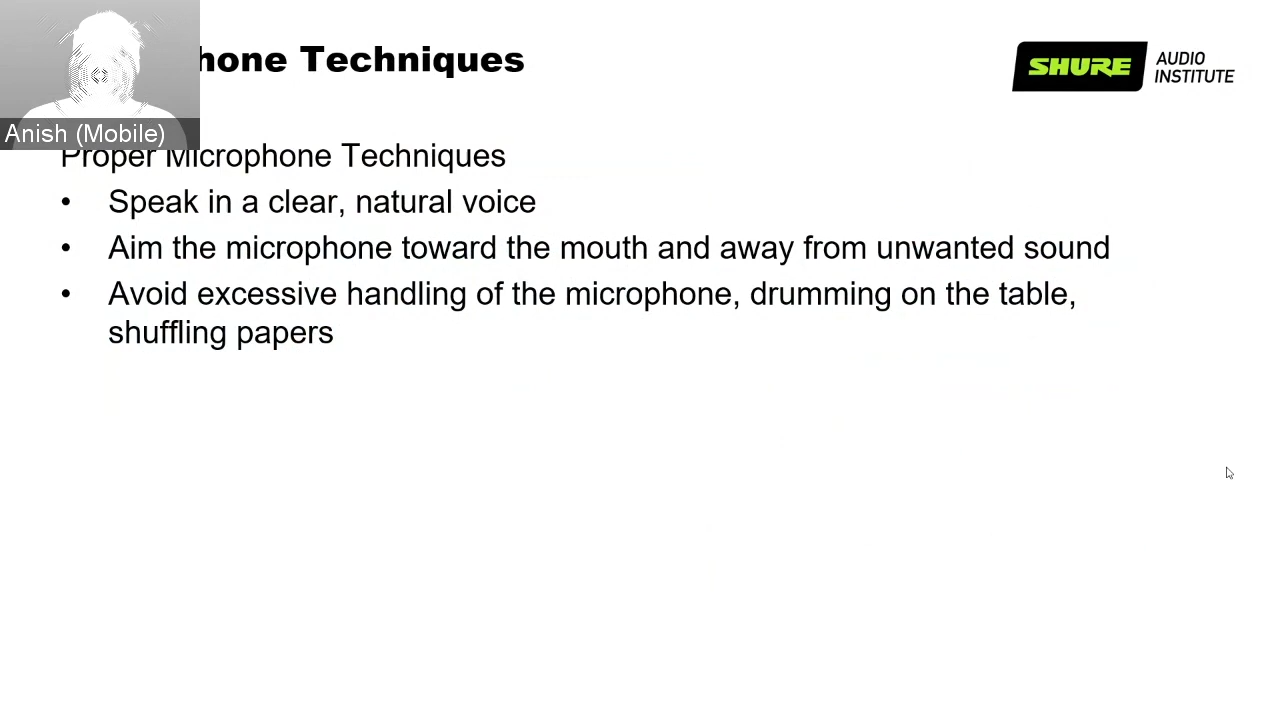 hone Techniques
SHURE AUDIO INSTITUTE
Anish (Mobile)
Proper Microphone Techniques
• Speak in a clear, natural voice
• Aim the microphone toward the mouth and away from unwanted sound
• Avoid excessive handling of the microphone, drumming on the table,
shuffling papers